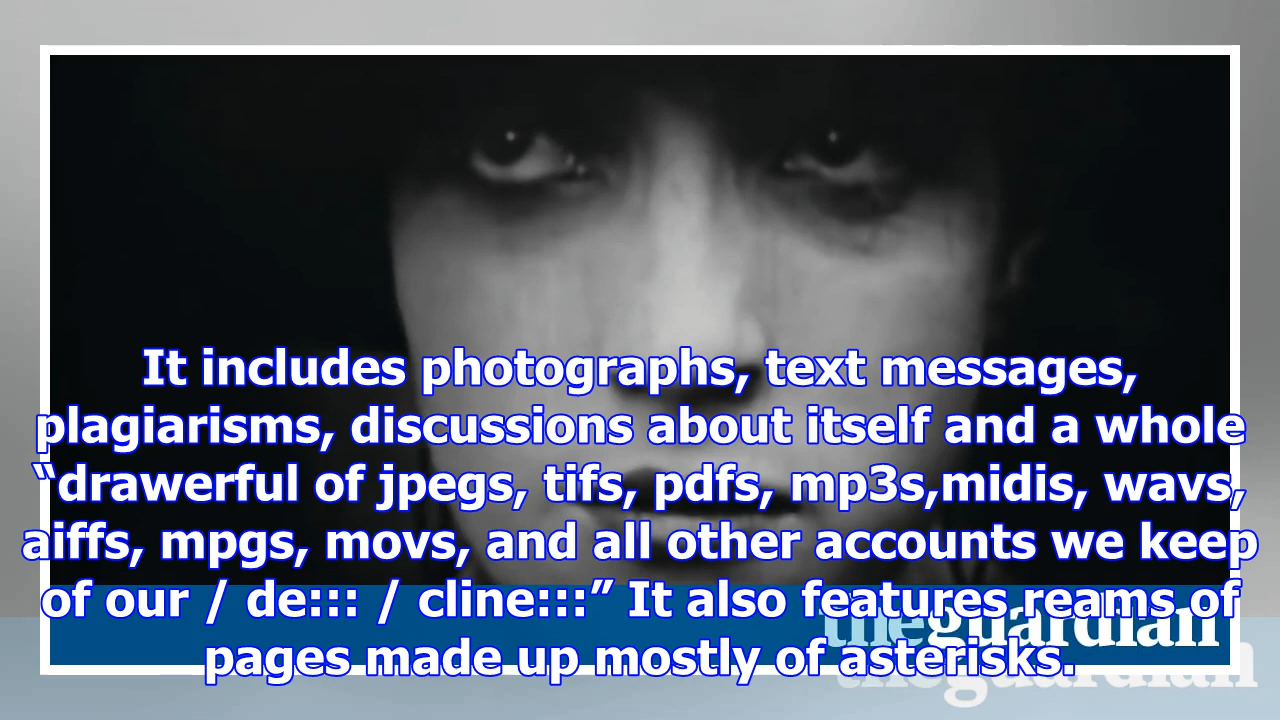 It includes photographs, text messages,
plagiarisms, discussions about itself and a whole
“drawerful of jpegs, tifs, pdfs, mp3s,midis, wavs,
aiffs, mpgs, movs, and all other accounts we keep
of our / de::: / cline:::” It also features reams of
pages made up mostly of asterisks.
theguardian
theguardian